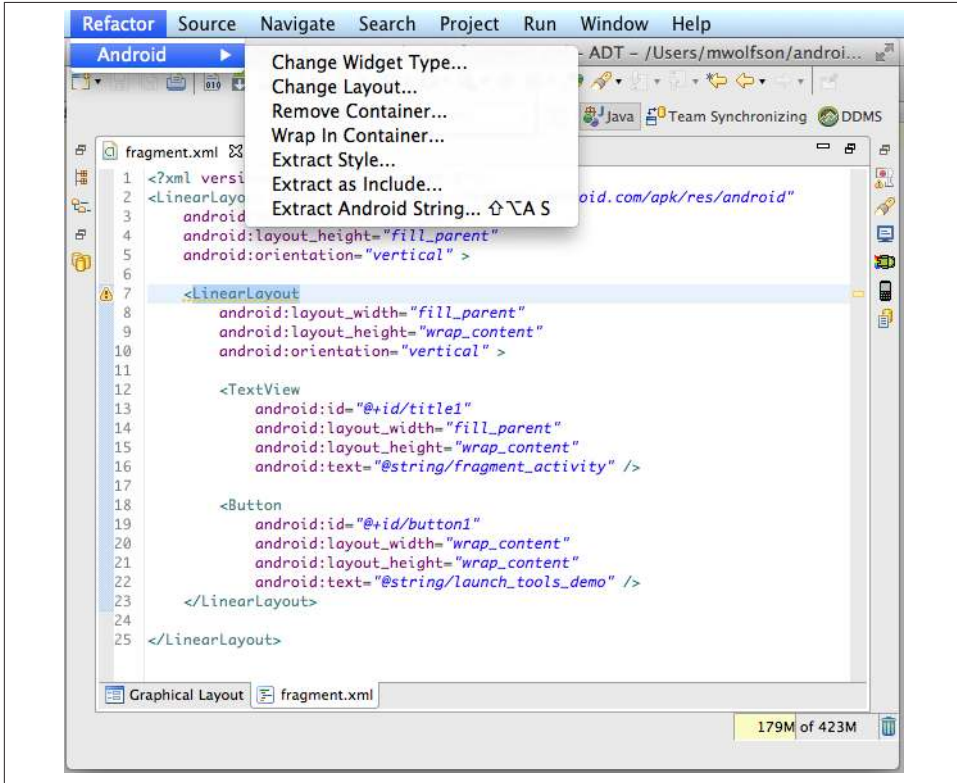 Refactor Source Navigate Search Project Run Window Help
Android
- ADT - /Users/mwolfson/androi...
Change Widget Type...
Change Layout...
Remove Container...
Wrap In Container...
Extract Style...
Extract as Include...
Extract Android String... ⇧⌥A S
Java Team Synchronizing DDMS
fragment.xml
1 <?xml versi
2 <LinearLayo oid.com/apk/res/android"
3 android
4 android:layout_height="fill_parent"
5 android:orientation="vertical" >
6
7 <LinearLayout
8 android:layout_width="fill_parent"
9 android:layout_height="wrap_content"
10 android:orientation="vertical" >
11
12 <TextView
13 android:id="@+id/title1"
14 android:layout_width="fill_parent"
15 android:layout_height="wrap_content"
16 android:text="@string/fragment_activity" />
17
18 <Button
19 android:id="@+id/button1"
20 android:layout_width="wrap_content"
21 android:layout_height="wrap_content"
22 android:text="@string/launch_tools_demo" />
23 </LinearLayout>
24
25 </LinearLayout>
Graphical Layout fragment.xml
179M of 423M